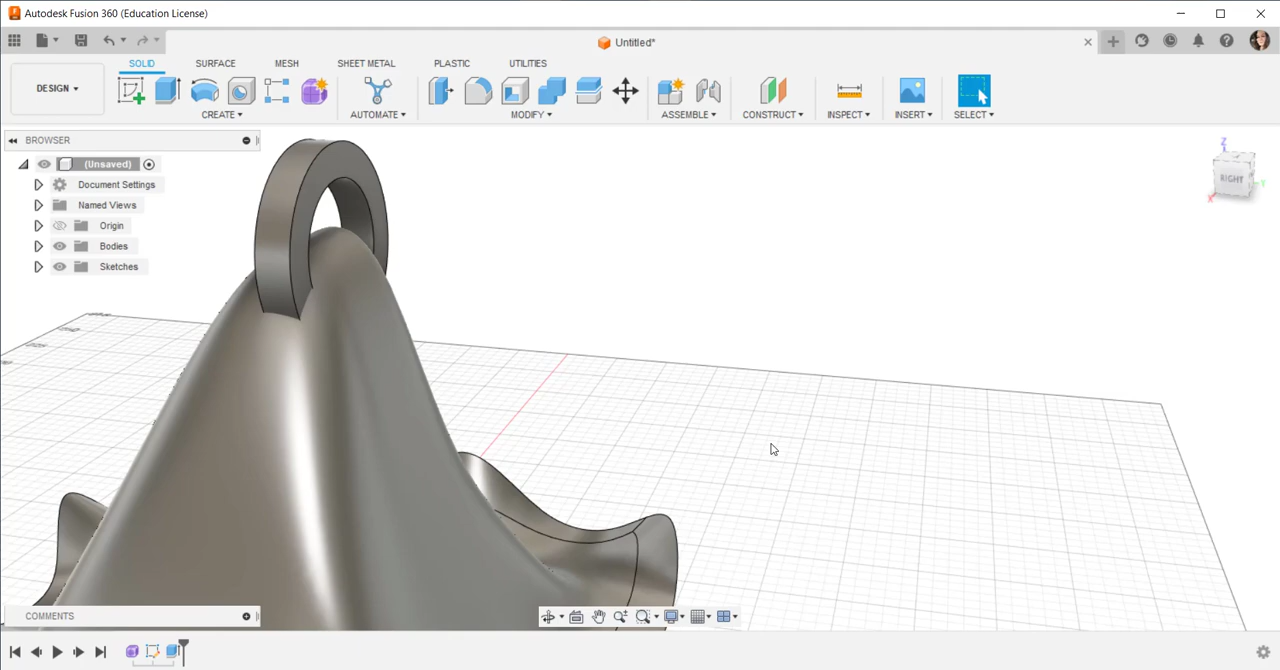 Autodesk Fusion 360 (Education License)
Untitled*
SOLID SURFACE MESH SHEET METAL PLASTIC UTILITIES
DESIGN
CREATE AUTOMATE MODIFY ASSEMBLE CONSTRUCT INSPECT INSERT SELECT
BROWSER
(Unsaved)
Document Settings
Named Views
Origin
Bodies
Sketches
Z
RIGHT
Y
X
COMMENTS